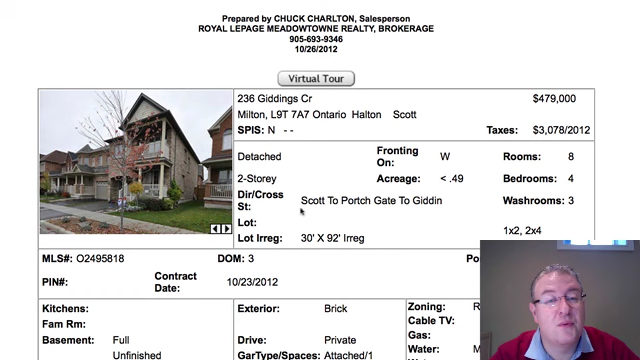 Prepared by CHUCK CHARLTON, Salesperson
ROYAL LEPAGE MEADOWTOWNE REALTY, BROKERAGE
905-693-9346
10/26/2012
Virtual Tour
236 Giddings Cr $479,000
Milton, L9T 7A7 Ontario Halton Scott
SPIS: N - - Taxes: $3,078/2012
Detached Fronting On: W Rooms: 8
2-Storey Acreage: < .49 Bedrooms: 4
Dir/Cross St: Scott To Portch Gate To Giddin Washrooms: 3
Lot: 1x2, 2x4
Lot Irreg: 30' X 92' Irreg
MLS#: O2495818 DOM: 3
PIN#: Contract Date: 10/23/2012
Kitchens: Exterior: Brick Zoning:
Fam Rm: Cable TV:
Basement: Full Drive: Private Gas:
Unfinished GarType/Spaces: Attached/1 Water: M